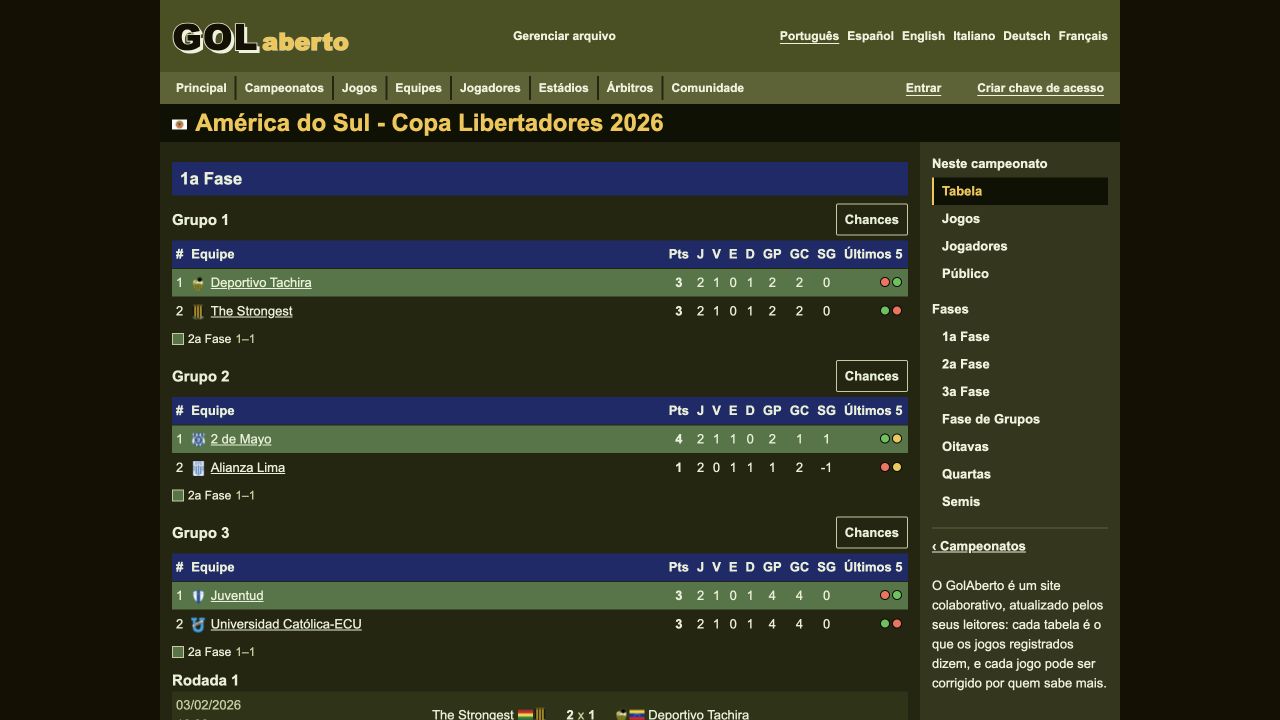 GOL aberto
Gerenciar arquivo
Português Español English Italiano Deutsch Français
Principal Campeonatos Jogos Equipes Jogadores Estádios Árbitros Comunidade Entrar Criar chave de acesso
América do Sul - Copa Libertadores 2026
1a Fase
Grupo 1 Chances
# Equipe Pts J V E D GP GC SG Últimos 5
1 Deportivo Tachira 3 2 1 0 1 2 2 0
2 The Strongest 3 2 1 0 1 2 2 0
2a Fase 1–1
Grupo 2 Chances
# Equipe Pts J V E D GP GC SG Últimos 5
1 2 de Mayo 4 2 1 1 0 2 1 1
2 Alianza Lima 1 2 0 1 1 1 2 -1
2a Fase 1–1
Grupo 3 Chances
# Equipe Pts J V E D GP GC SG Últimos 5
1 Juventud 3 2 1 0 1 4 4 0
2 Universidad Católica-ECU 3 2 1 0 1 4 4 0
2a Fase 1–1
Rodada 1
03/02/2026
The Strongest 2 x 1 Deportivo Tachira
Neste campeonato
Tabela
Jogos
Jogadores
Público
Fases
1a Fase
2a Fase
3a Fase
Fase de Grupos
Oitavas
Quartas
Semis
‹ Campeonatos
O GolAberto é um site
colaborativo, atualizado pelos
seus leitores: cada tabela é o
que os jogos registrados
dizem, e cada jogo pode ser
corrigido por quem sabe mais.